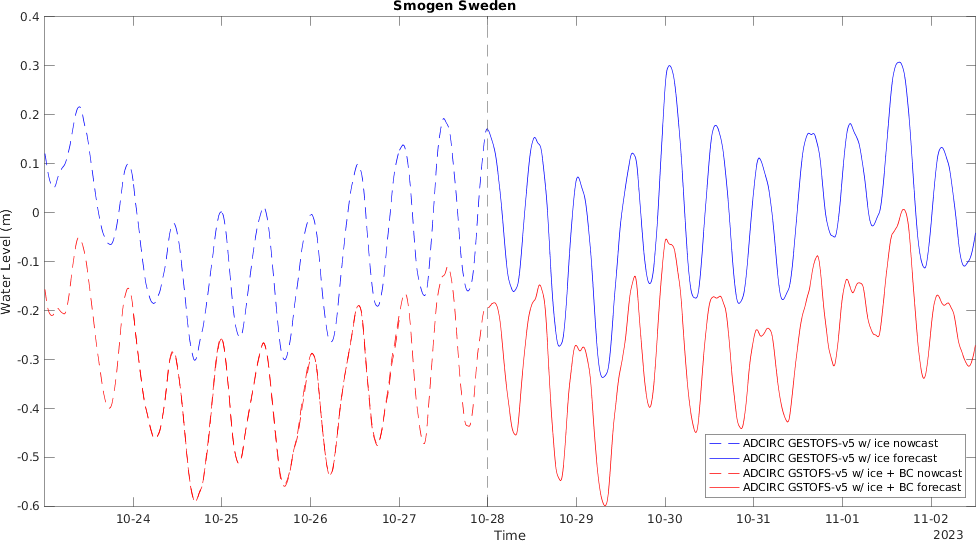 Smogen Sweden
0.4
0.3
0.2
0.1
0
-0.1
-0.2
-0.3
-0.4
-0.5
-0.6
Water Level (m)
ADCIRC GESTOFS-v5 w/ ice nowcast
ADCIRC GESTOFS-v5 w/ ice forecast
ADCIRC GSTOFS-v5 w/ ice + BC nowcast
ADCIRC GSTOFS-v5 w/ ice + BC forecast
10-24 10-25 10-26 10-27 10-28 10-29 10-30 10-31 11-01 11-02
Time 2023